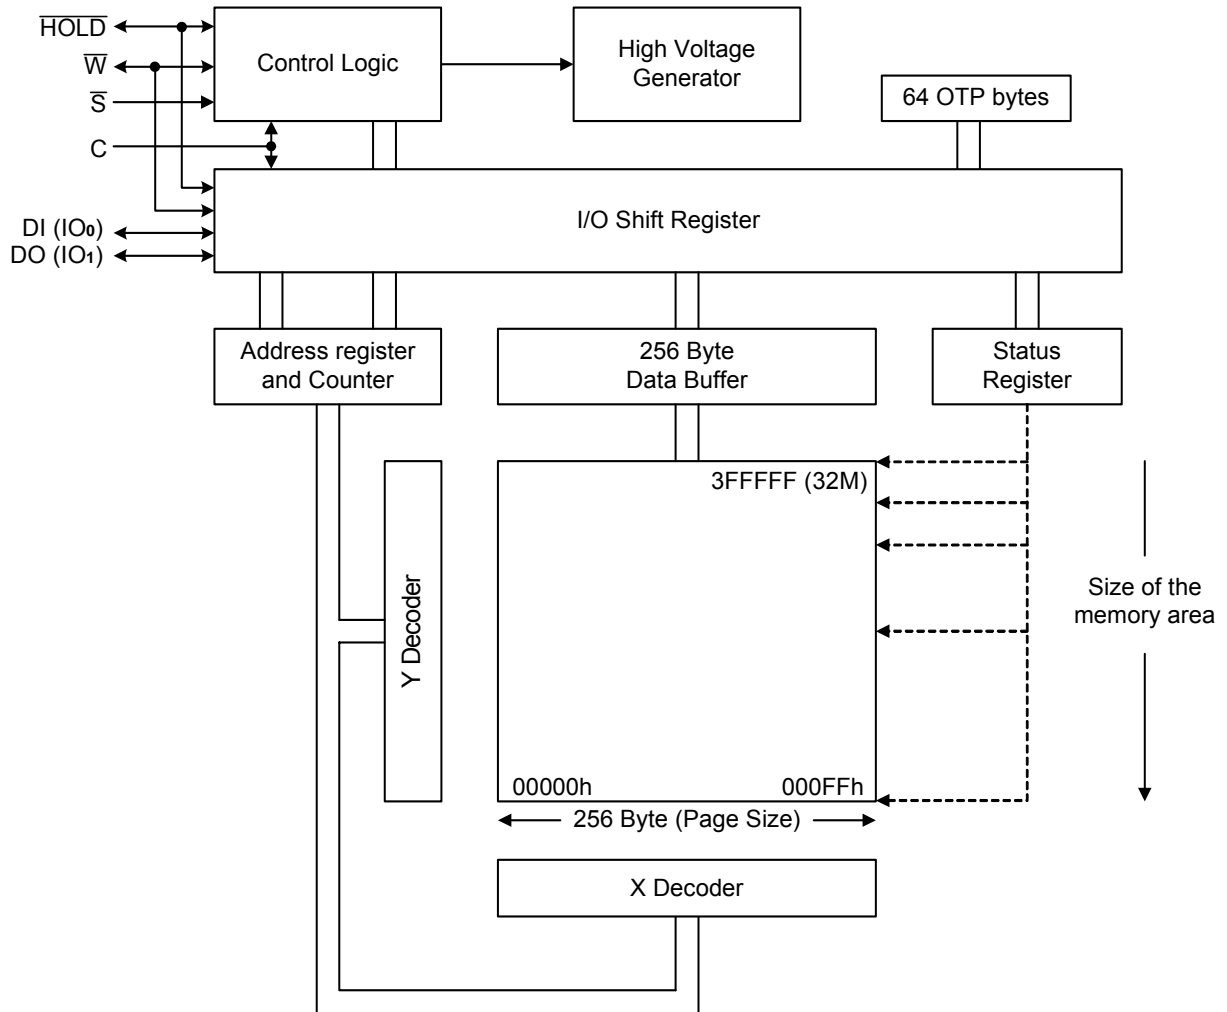 HOLD
W
S
C
Control Logic
High Voltage
Generator
64 OTP bytes
I/O Shift Register
DI (IO₀)
DO (IO₁)
Address register
and Counter
256 Byte
Data Buffer
Status
Register
3FFFFF (32M)
Y Decoder
Size of the
memory area
00000h
000FFh
256 Byte (Page Size)
X Decoder